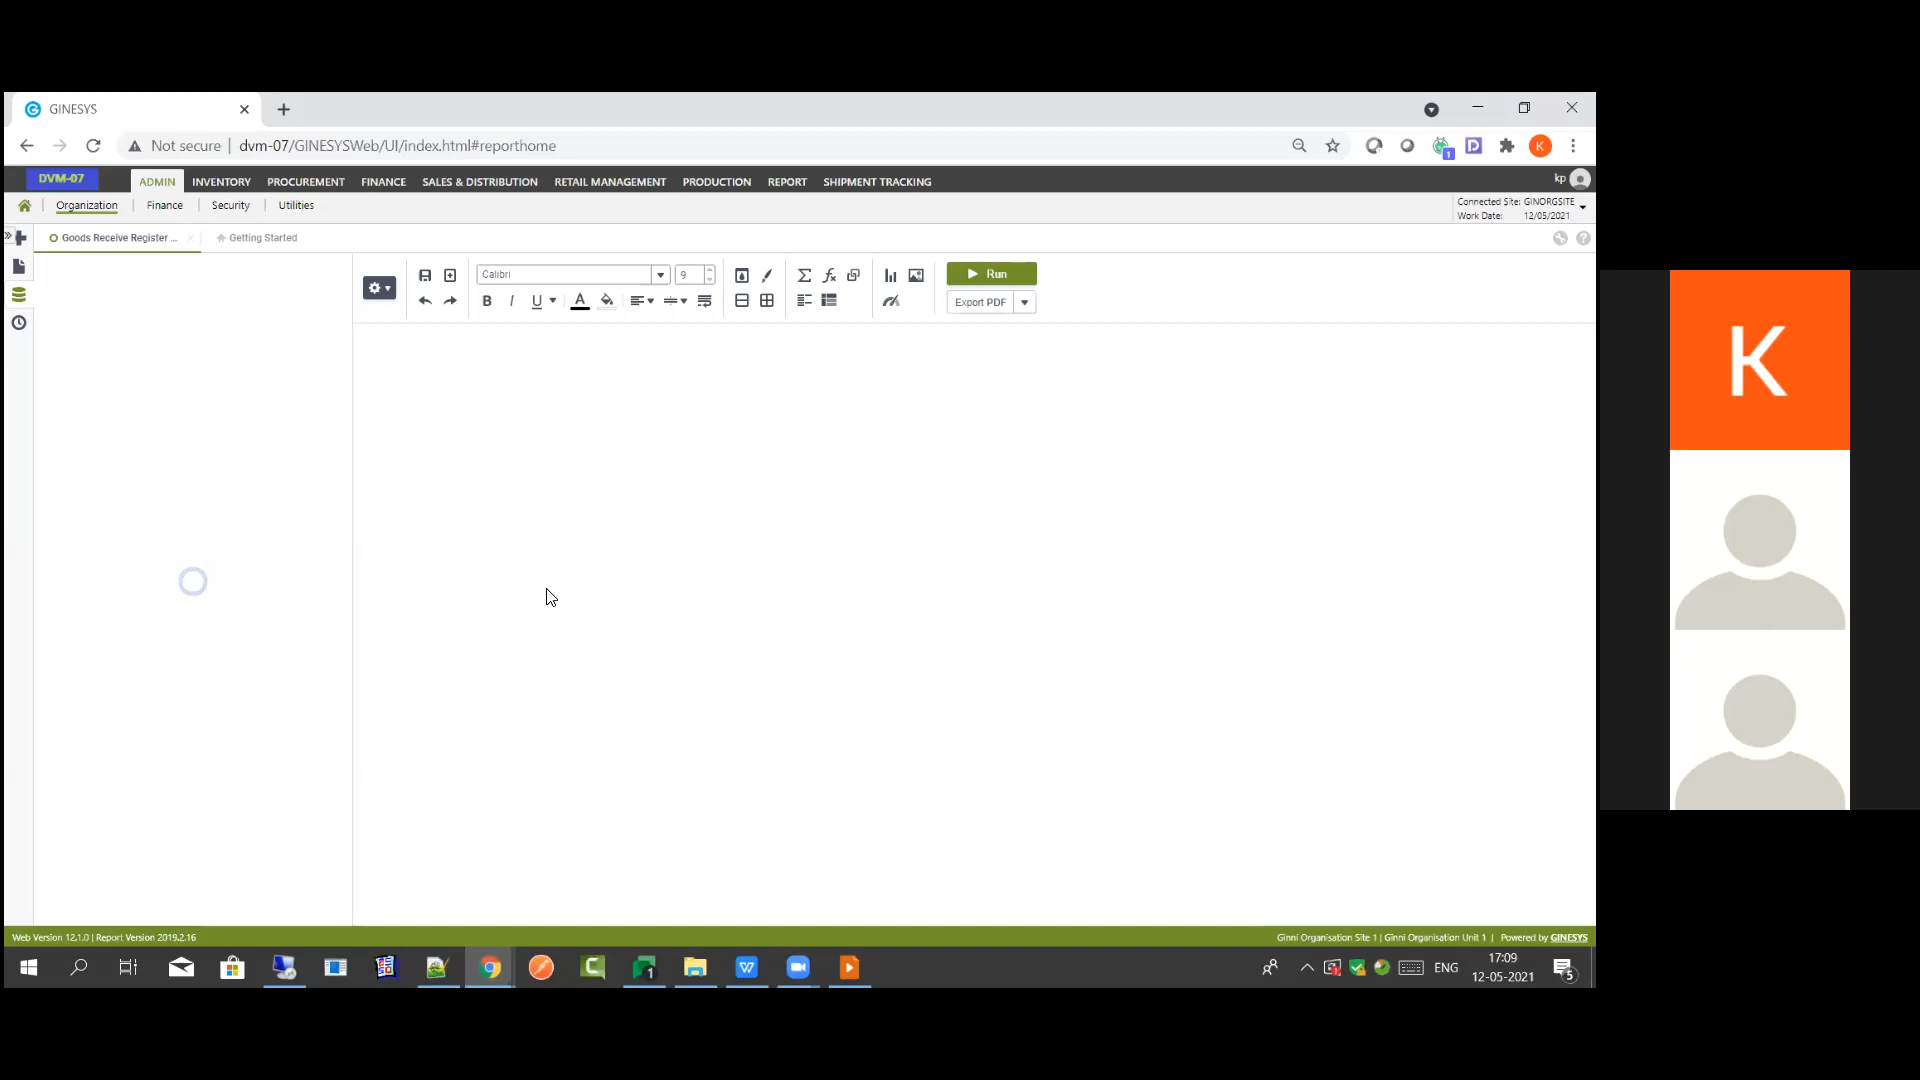 GINESYS
Not secure
dvm-07/GINESYSWeb/UI/index.html#reporthome
K
DVM-07
ADMIN INVENTORY PROCUREMENT FINANCE SALES & DISTRIBUTION RETAIL MANAGEMENT PRODUCTION REPORT SHIPMENT TRACKING
kp
Organization Finance Security Utilities
Connected Site: GINORGSITE
Work Date: 12/05/2021
Goods Receive Register ...
Getting Started
Calibri
9
Run
B I U A
Export PDF
K
Web Version 12.1.0 | Report Version 2019.2.16
Ginni Organisation Site 1 | Ginni Organisation Unit 1 | Powered by GINESYS
ENG
17:09
12-05-2021
5